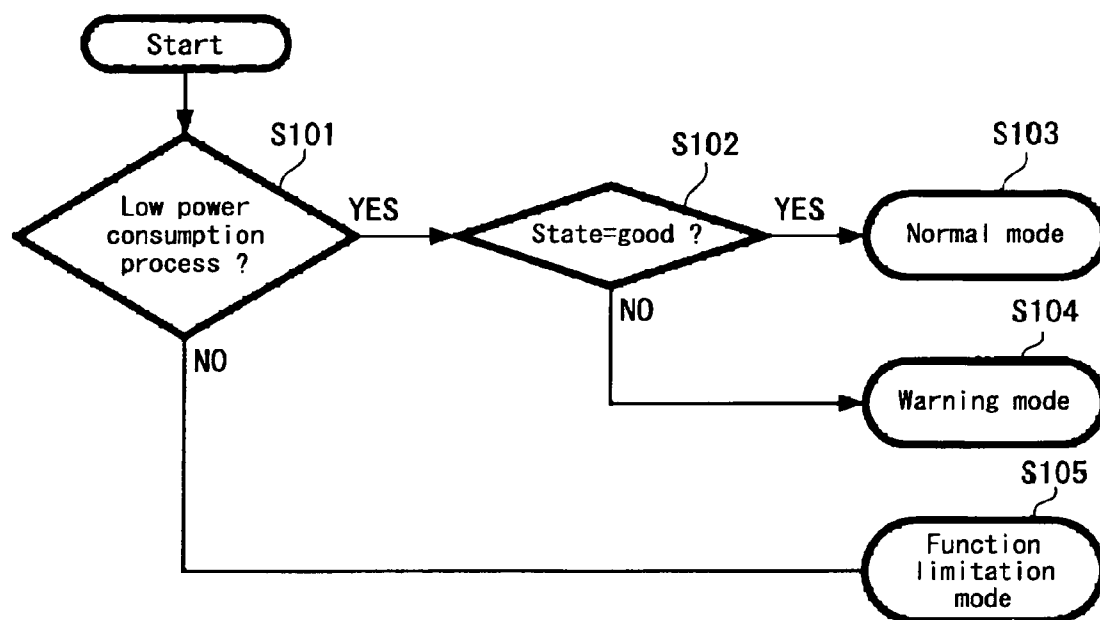 Start
S101
Low power
consumption
process ?
YES
NO
S102
State=good ?
YES
NO
S103
Normal mode
S104
Warning mode
S105
Function
limitation
mode